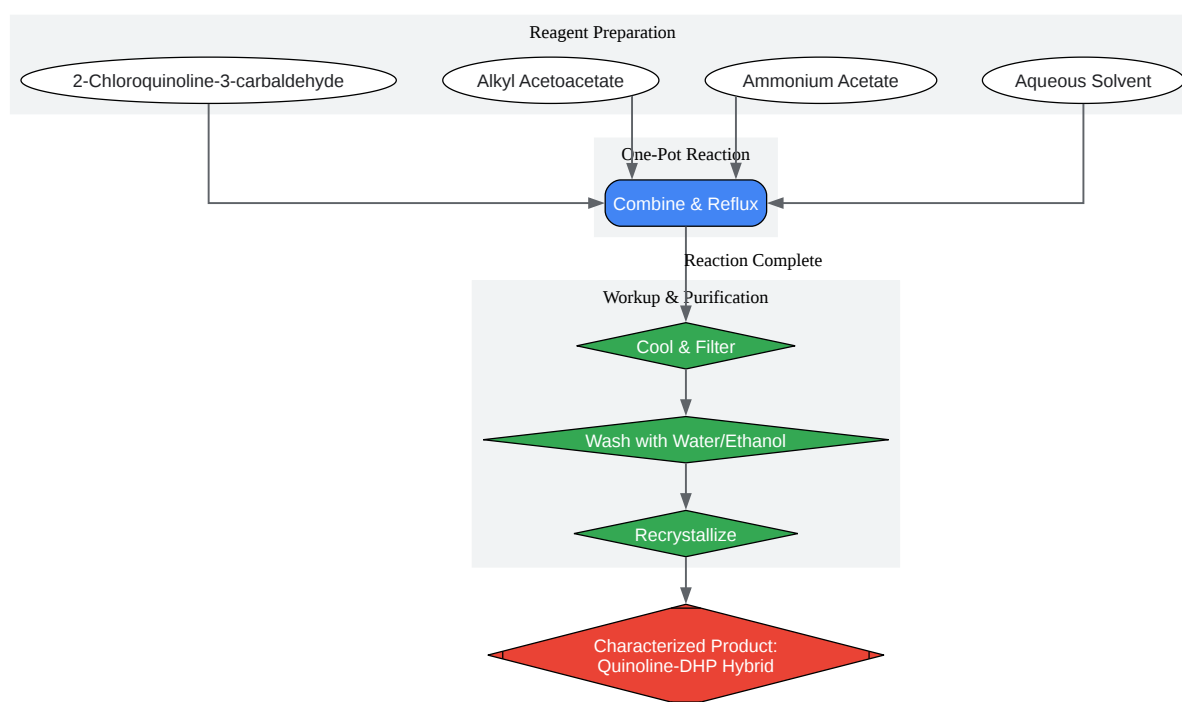 Reagent Preparation
2-Chloroquinoline-3-carbaldehyde
Alkyl Acetoacetate
Ammonium Acetate
Aqueous Solvent
One-Pot Reaction
Combine & Reflux
Reaction Complete
Workup & Purification
Cool & Filter
Wash with Water/Ethanol
Recrystallize
Characterized Product:
Quinoline-DHP Hybrid